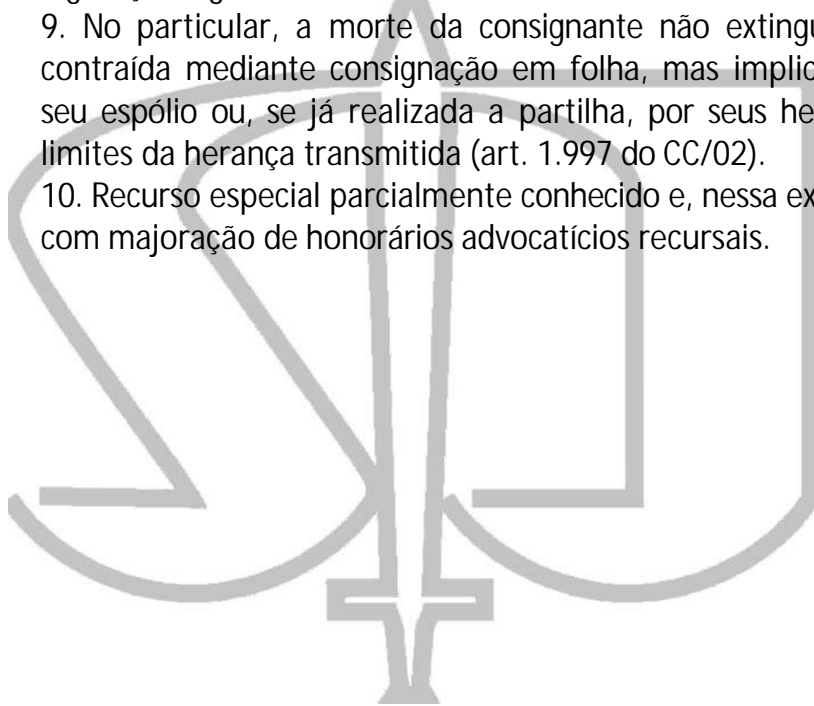 9. No particular, a morte da consignante não extingu
contraída mediante consignação em folha, mas implic
seu espólio ou, se já realizada a partilha, por seus he
limites da herança transmitida (art. 1.997 do CC/02).
10. Recurso especial parcialmente conhecido e, nessa ex
com majoração de honorários advocatícios recursais.